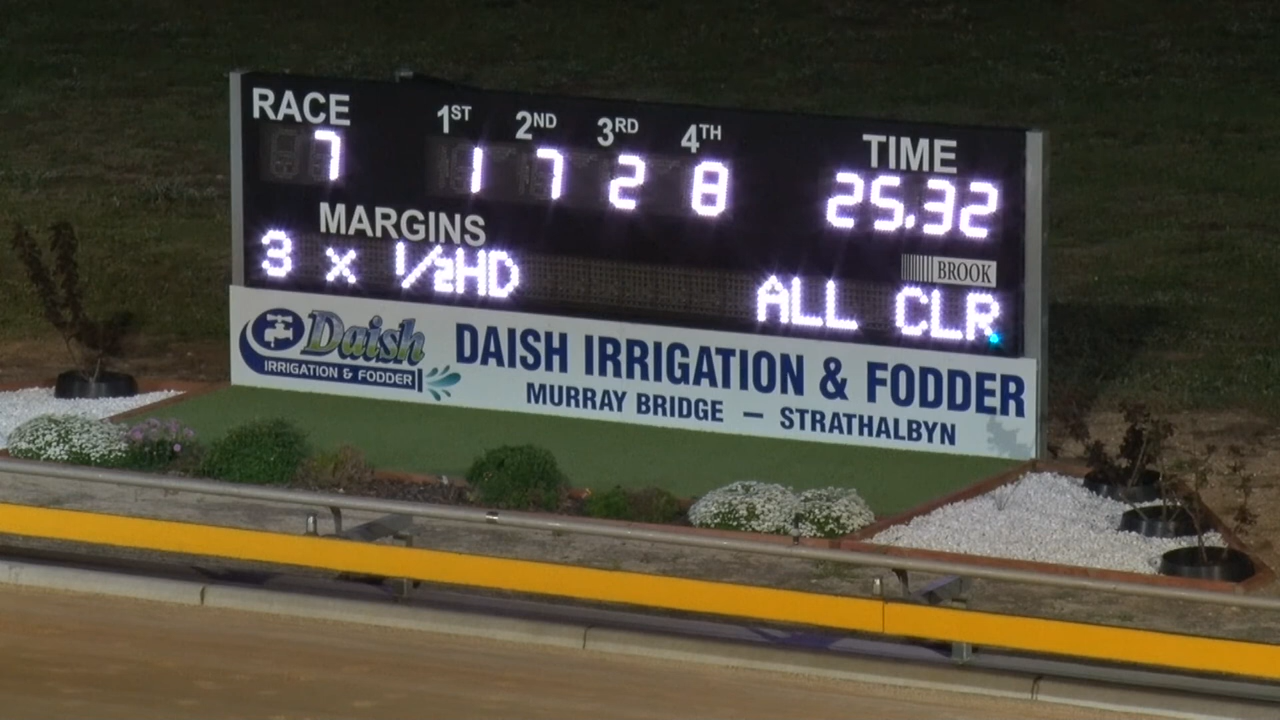 RACE 1ST 2ND 3RD 4TH TIME
7 1 7 2 8 25.32
MARGINS
BROOK
3 x ½HD ALL CLR
Daish
IRRIGATION & FODDER
DAISH IRRIGATION & FODDER
MURRAY BRIDGE – STRATHALBYN